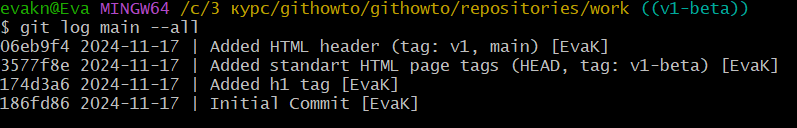 evakn@Eva MINGW64 /c/3 курс/githowto/githowto/repositories/work ((v1-beta))
$ git log main --all
06eb9f4 2024-11-17 | Added HTML header (tag: v1, main) [EvaK]
3577f8e 2024-11-17 | Added standart HTML page tags (HEAD, tag: v1-beta) [EvaK]
174d3a6 2024-11-17 | Added h1 tag [EvaK]
186fd86 2024-11-17 | Initial Commit [EvaK]